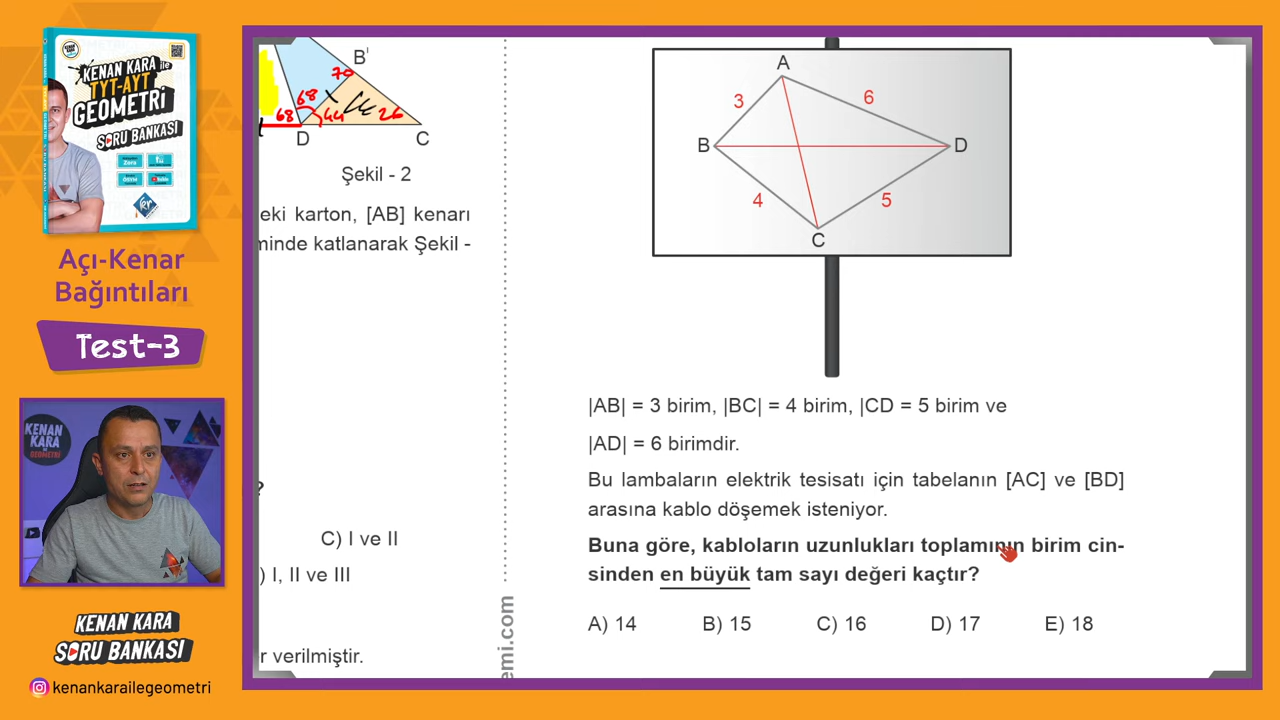 KENAN KARA ile
TYT-AYT
GEOMETRİ
SORU BANKASI
Açı-Kenar
Bağıntıları
Test-3
KENAN
KARA
GEOMETRİ
KENAN KARA
SORU BANKASI
kenankarailegeometri
B'
70
68
68
44
26
D
C
Şekil - 2
eki karton, [AB] kenarı
minde katlanarak Şekil -
?
C) I ve II
) I, II ve III
r verilmiştir.
emi.com
A
3
6
B
D
4
5
C
|AB| = 3 birim, |BC| = 4 birim, |CD = 5 birim ve
|AD| = 6 birimdir.
Bu lambaların elektrik tesisatı için tabelanın [AC] ve [BD]
arasına kablo döşemek isteniyor.
Buna göre, kabloların uzunlukları toplamının birim cin-
sinden en büyük tam sayı değeri kaçtır?
A) 14 B) 15 C) 16 D) 17 E) 18